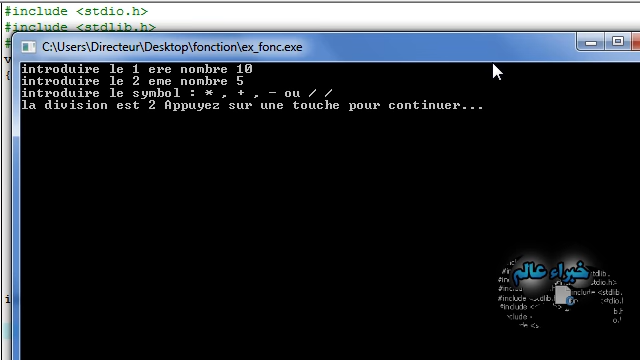 #include <stdio.h>
#include <stdlib.h>
#
C:\Users\Directeur\Desktop\fonction\ex_fonc.exe
v
{
introduire le 1 ere nombre 10
introduire le 2 eme nombre 5
introduire le symbol : * , + , - ou / /
la division est 2 Appuyez sur une touche pour continuer...
خبراء عالم
i